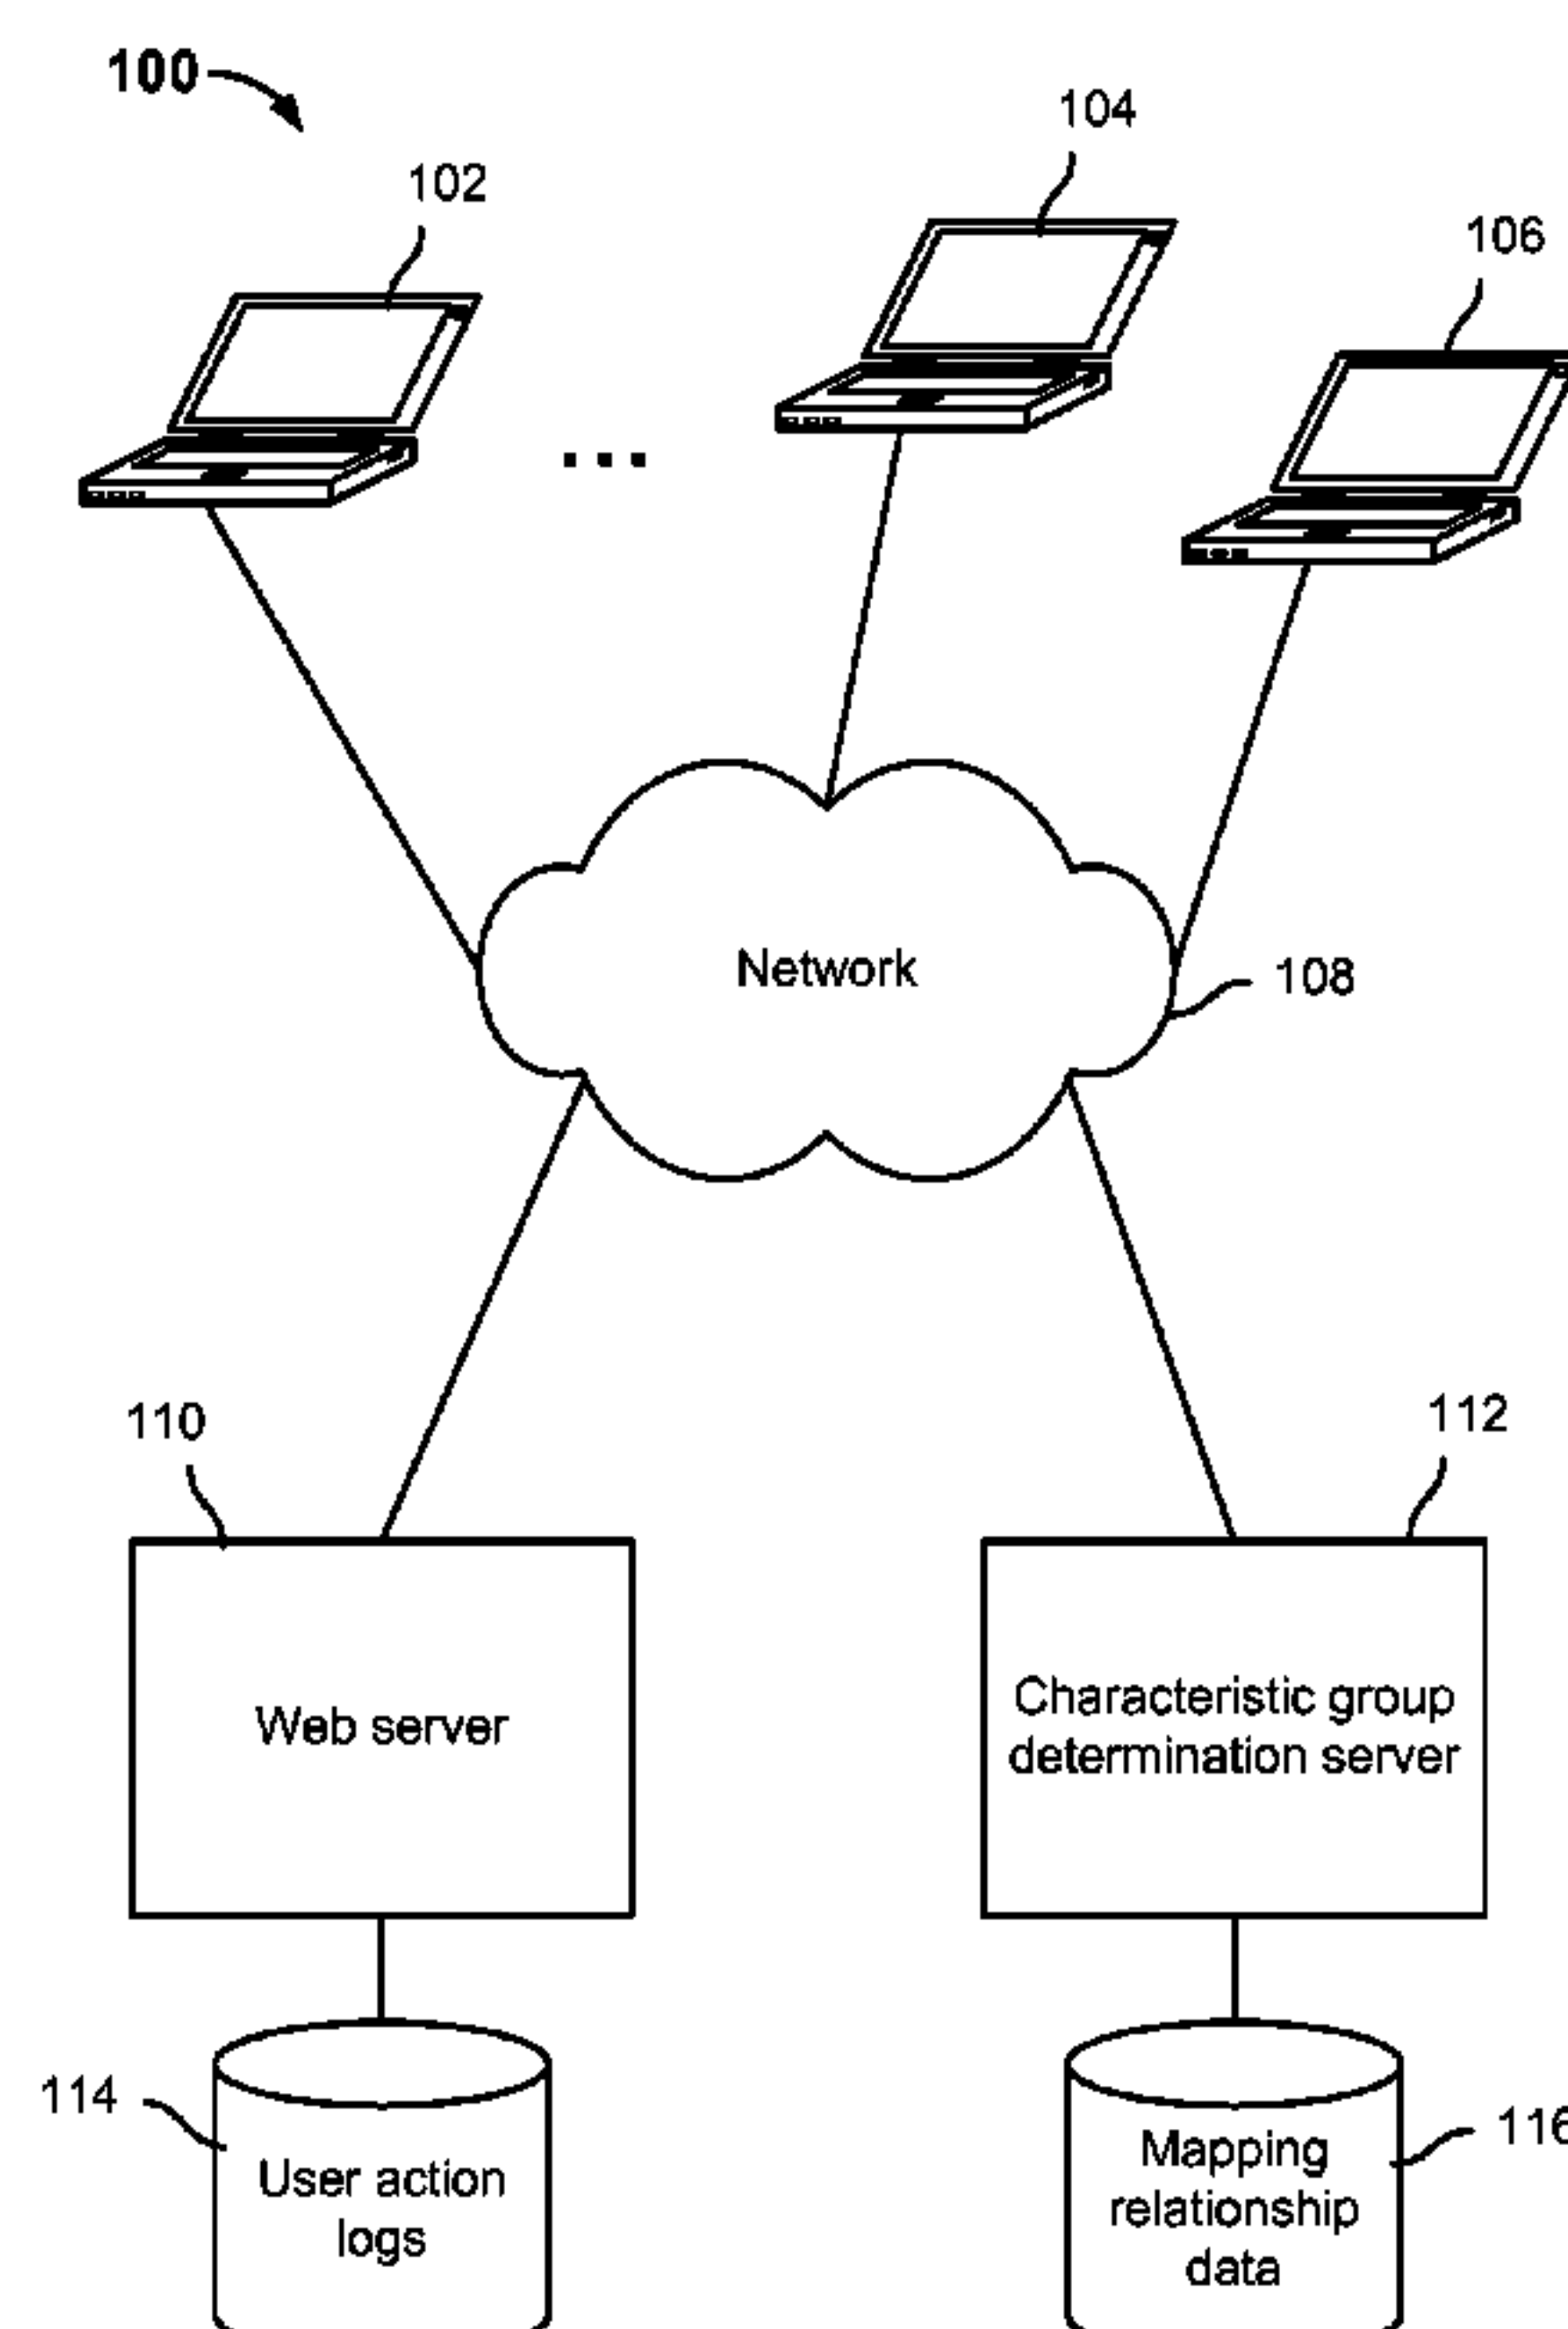 100
102
104
106
...
Network
108
110
112
Web server
Characteristic group
determination server
114
User action
logs
Mapping
relationship
data
116